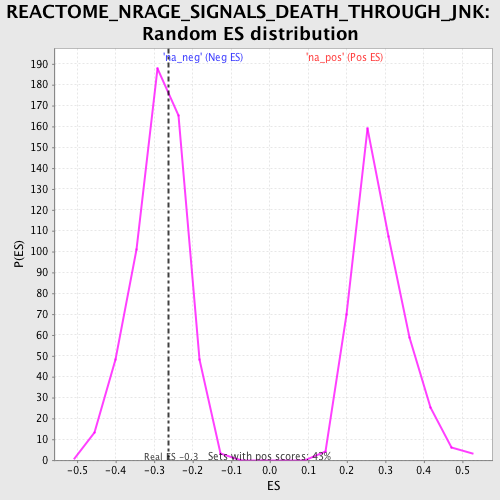 REACTOME_NRAGE_SIGNALS_DEATH_THROUGH_JNK:
Random ES distribution
'na_neg' (Neg ES) 'na_pos' (Pos ES)
190
180
170
160
150
140
130
120
110
100
90
80
70
60
50
40
30
20
10
0
P(ES)
Real ES -0.3 Sets with pos scores: 43%
-0.5 -0.4 -0.3 -0.2 -0.1 0.0 0.1 0.2 0.3 0.4 0.5
ES